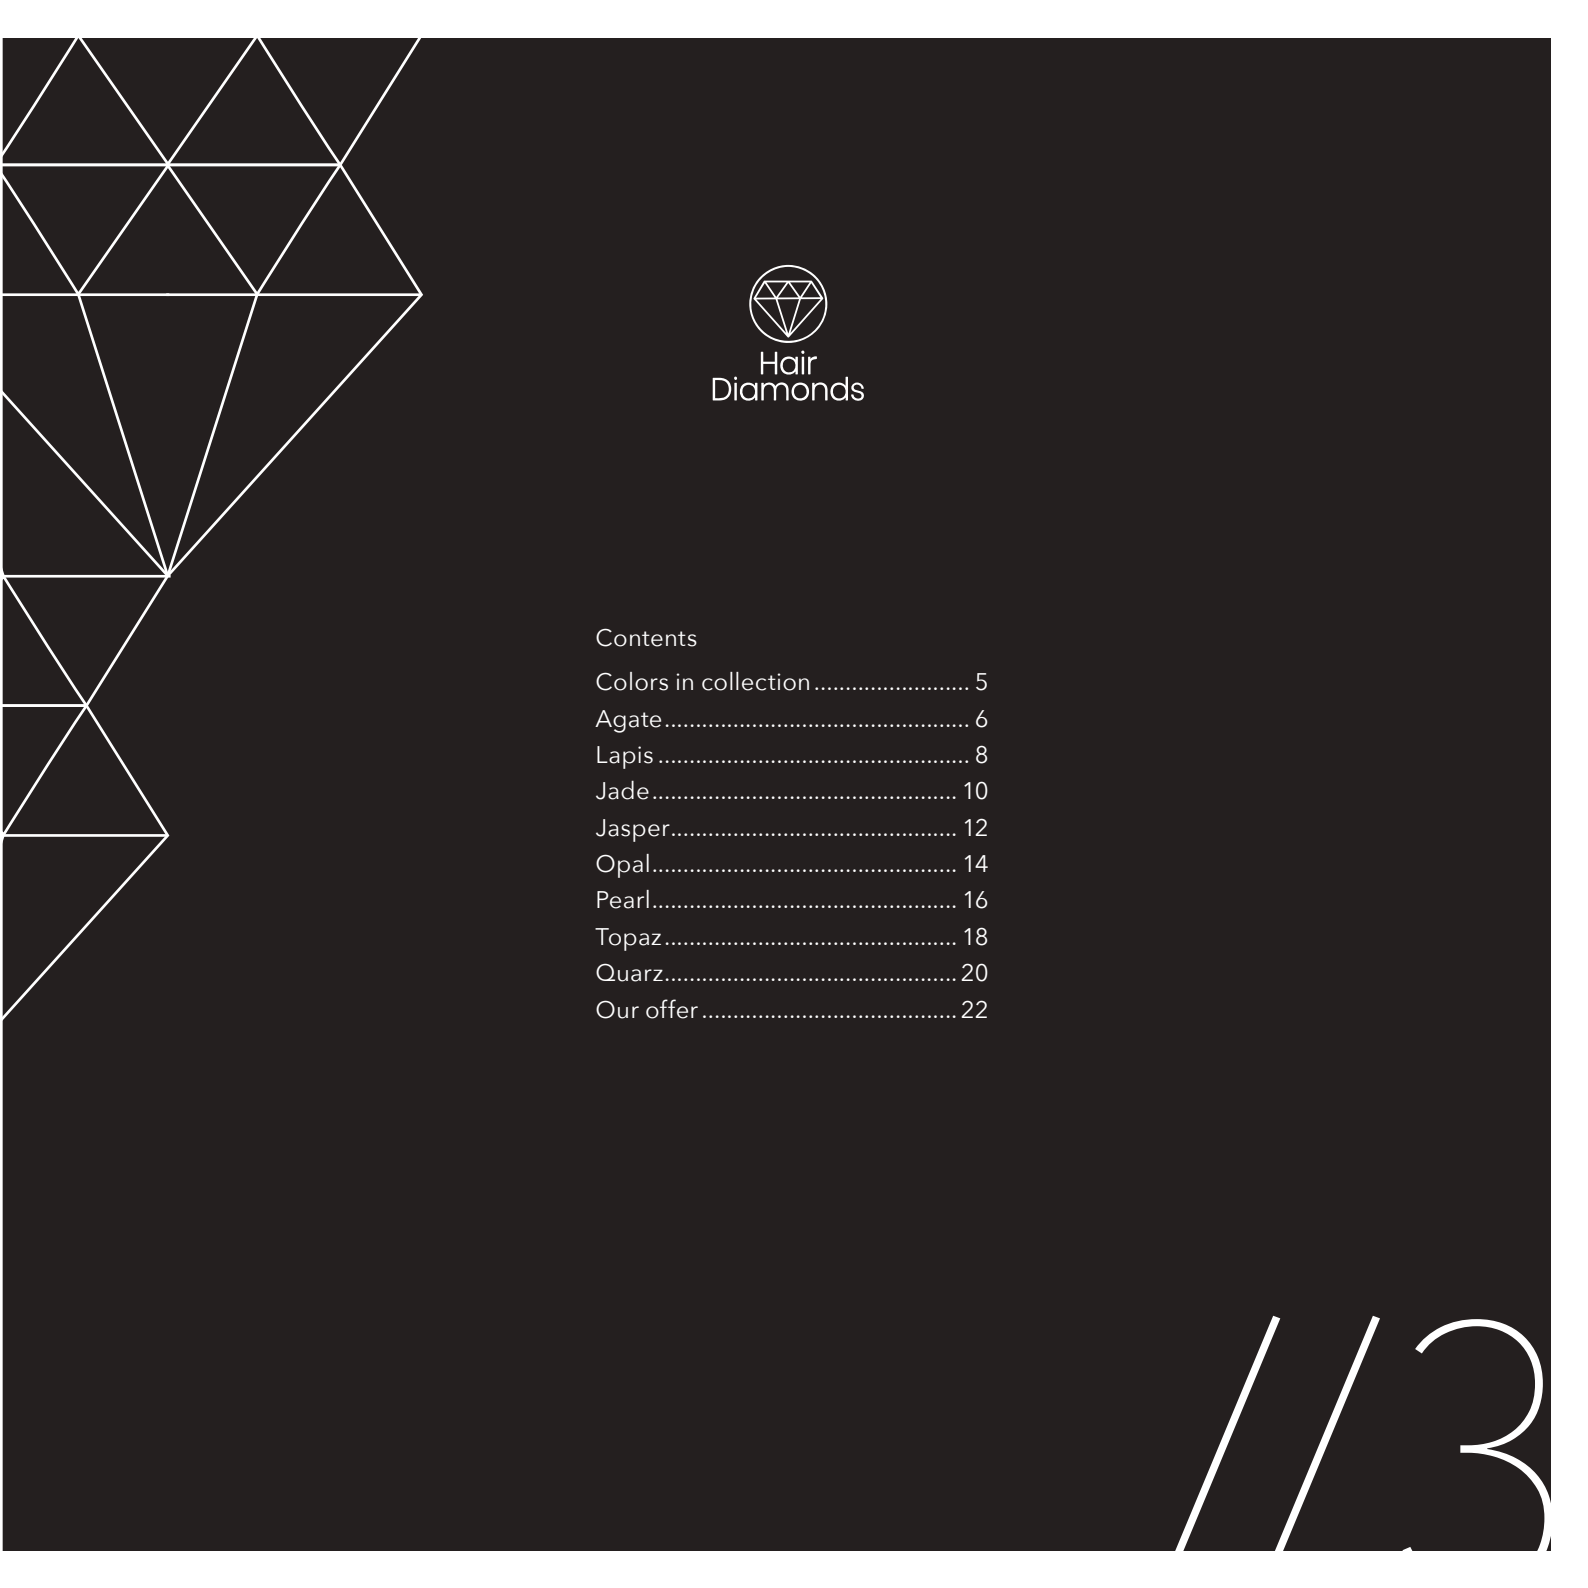 Hair
Diamonds
Contents
Colors in collection......................... 5
Agate................................................. 6
Lapis .................................................. 8
Jade................................................. 10
Jasper.............................................. 12
Opal................................................. 14
Pearl................................................. 16
Topaz............................................... 18
Quarz............................................... 20
Our offer ......................................... 22
//3